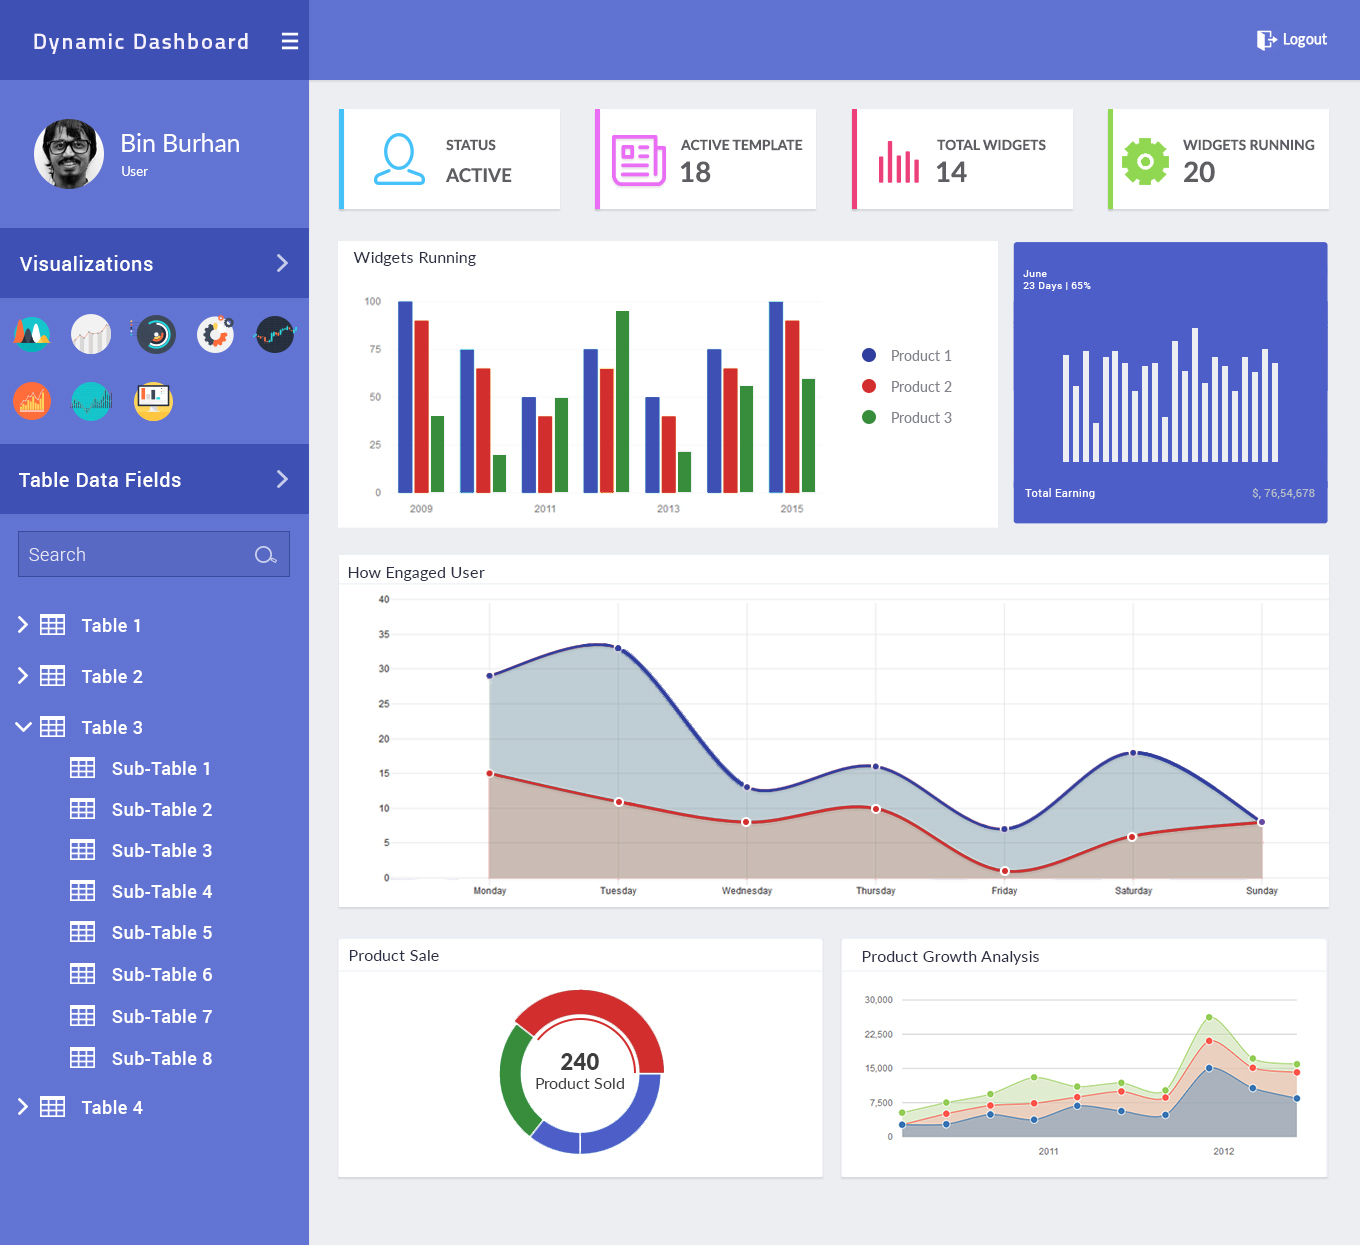 Dynamic Dashboard
Logout
Bin Burhan
User
Visualizations
Table Data Fields
Search
Table 1
Table 2
Table 3
Sub-Table 1
Sub-Table 2
Sub-Table 3
Sub-Table 4
Sub-Table 5
Sub-Table 6
Sub-Table 7
Sub-Table 8
Table 4
STATUS
ACTIVE
ACTIVE TEMPLATE
18
TOTAL WIDGETS
14
WIDGETS RUNNING
20
Widgets Running
100
75
50
25
0
2009 2011 2013 2015
Product 1
Product 2
Product 3
June
23 Days | 65%
Total Earning $, 76,54,678
How Engaged User
40
35
30
25
20
15
10
5
0
Monday Tuesday Wednesday Thursday Friday Saturday Sunday
Product Sale
240
Product Sold
Product Growth Analysis
30,000
22,500
15,000
7,500
0
2011 2012